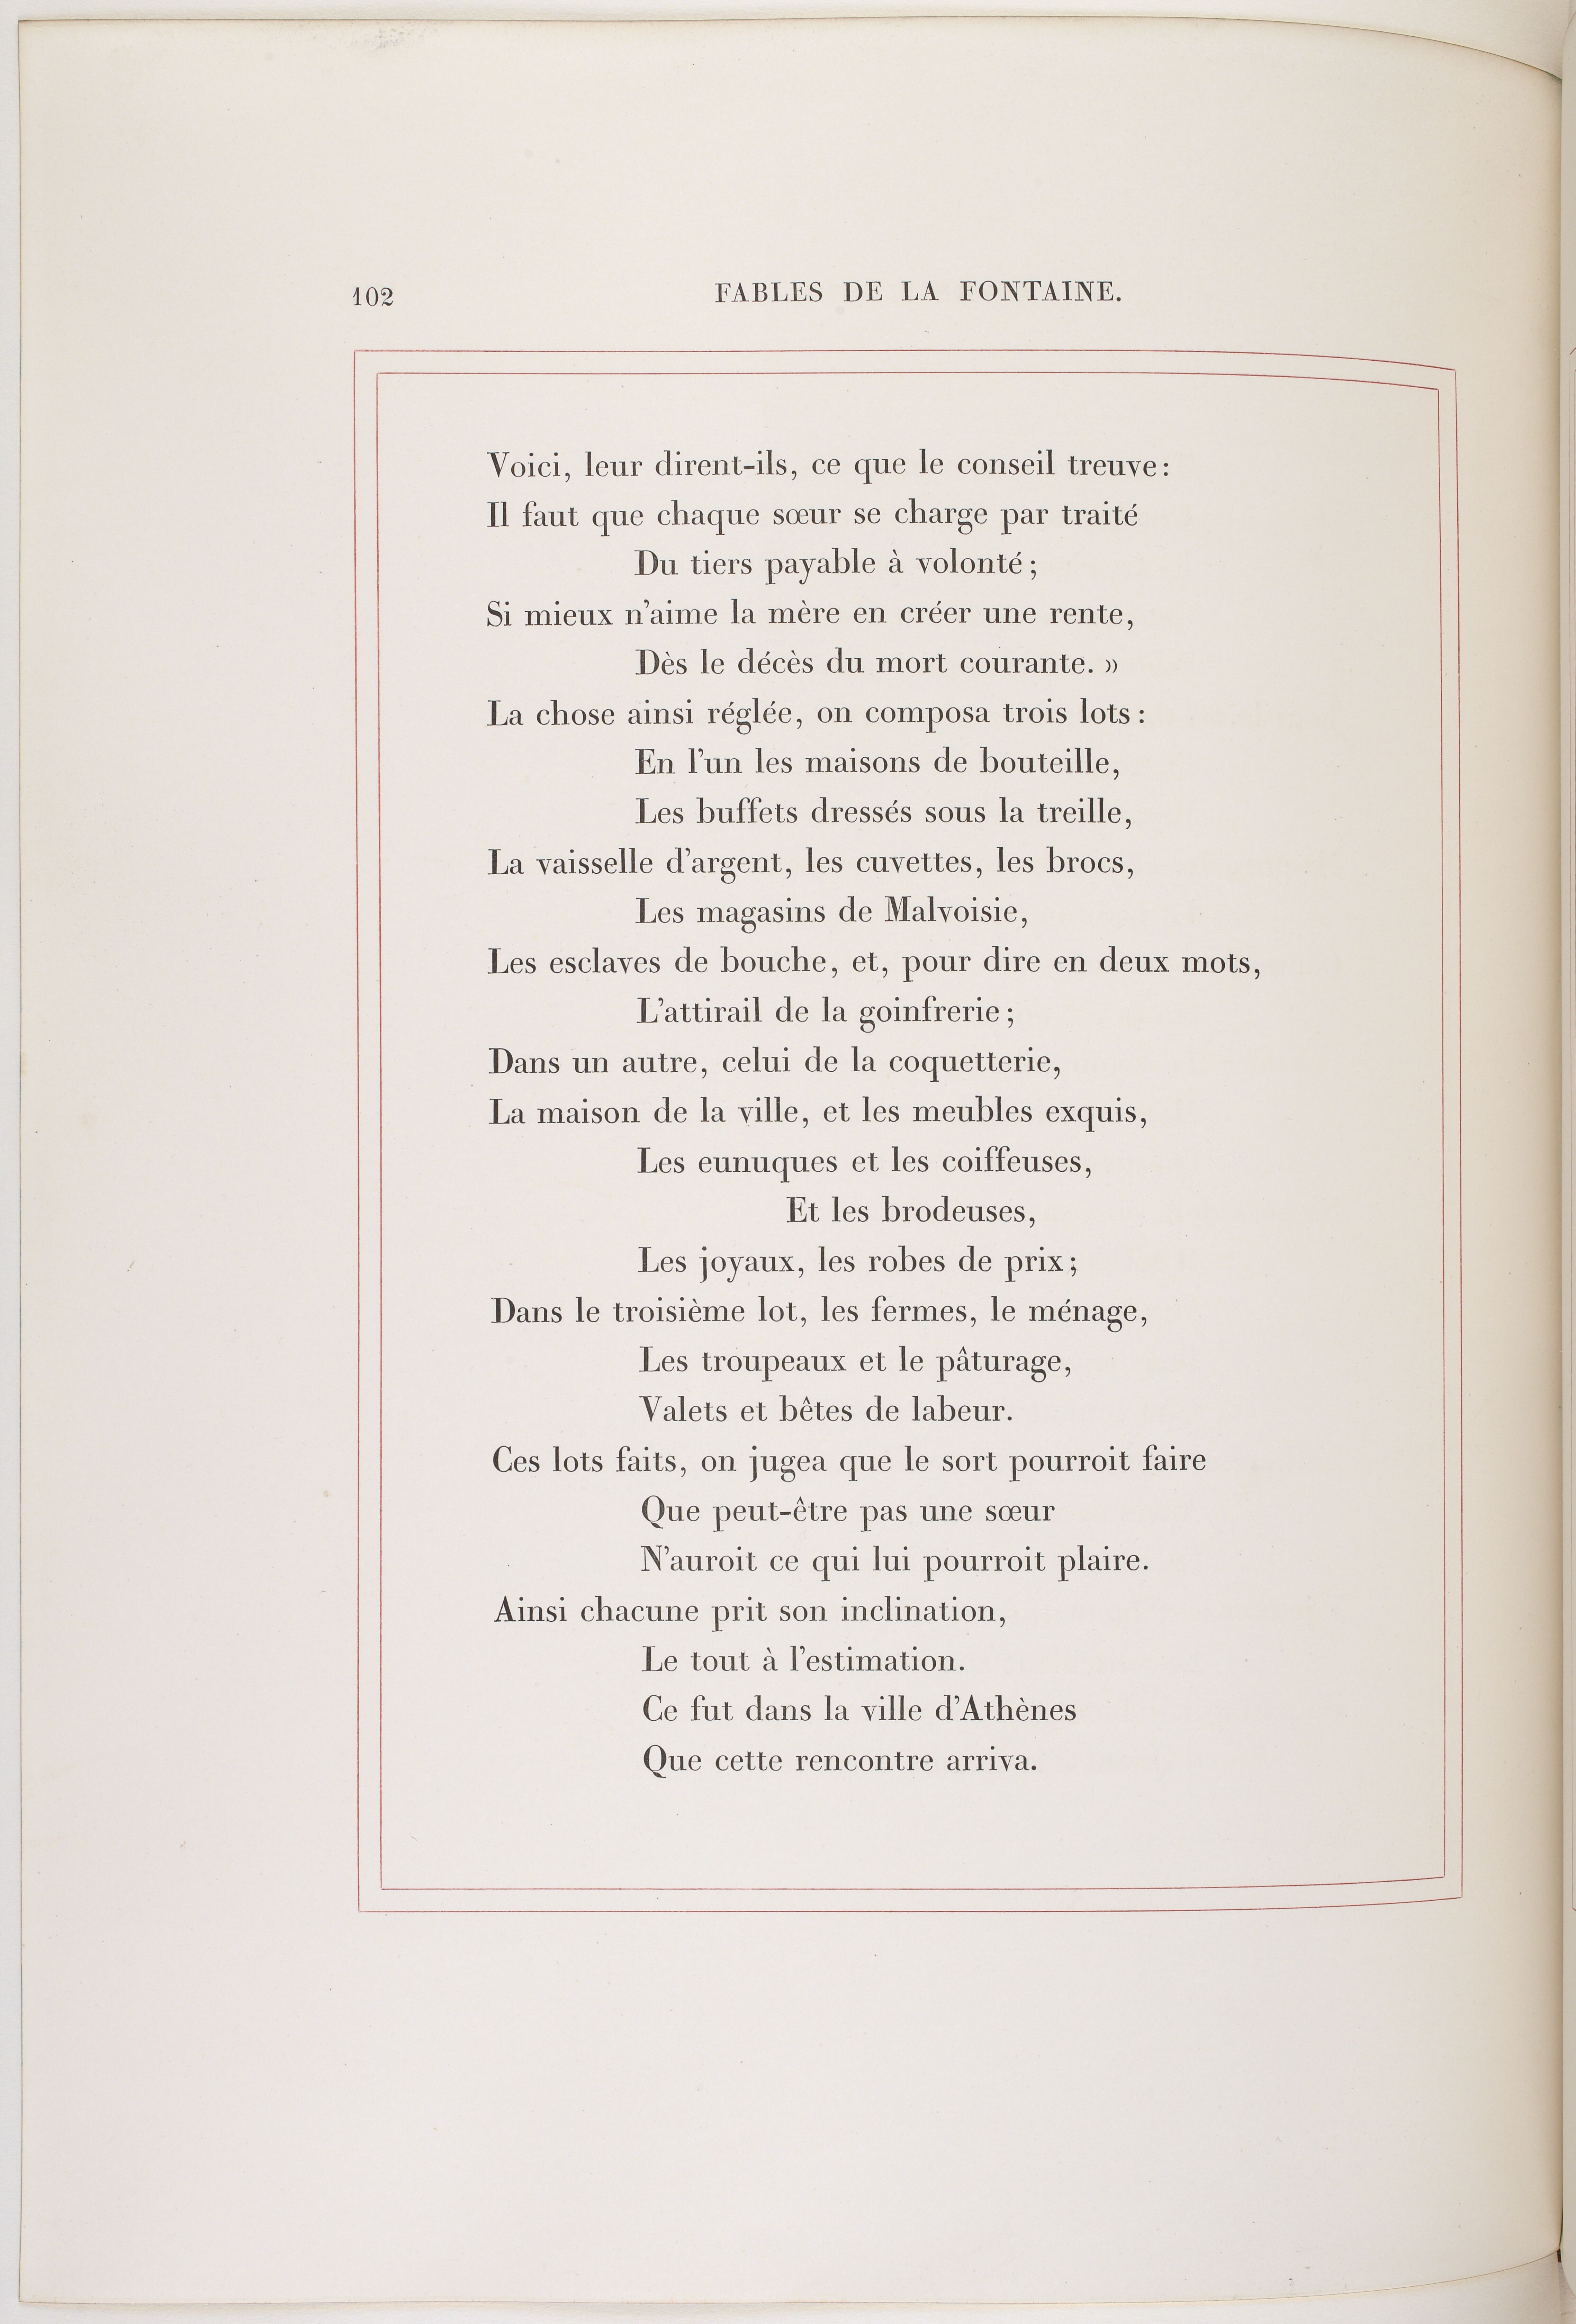 102 FABLES DE LA FONTAINE.
Voici, leur dirent-ils, ce que le conseil treuve:
Il faut que chaque sœur se charge par traité
Du tiers payable à volonté;
Si mieux n'aime la mère en créer une rente,
Dès le décès du mort courante. »
La chose ainsi réglée, on composa trois lots:
En l'un les maisons de bouteille,
Les buffets dressés sous la treille,
La vaisselle d'argent, les cuvettes, les brocs,
Les magasins de Malvoisie,
Les esclaves de bouche, et, pour dire en deux mots,
L'attirail de la goinfrerie;
Dans un autre, celui de la coquetterie,
La maison de la ville, et les meubles exquis,
Les eunuques et les coiffeuses,
Et les brodeuses,
Les joyaux, les robes de prix;
Dans le troisième lot, les fermes, le ménage,
Les troupeaux et le pâturage,
Valets et bêtes de labeur.
Ces lots faits, on jugea que le sort pourroit faire
Que peut-être pas une sœur
N'auroit ce qui lui pourroit plaire.
Ainsi chacune prit son inclination,
Le tout à l'estimation.
Ce fut dans la ville d'Athènes
Que cette rencontre arriva.